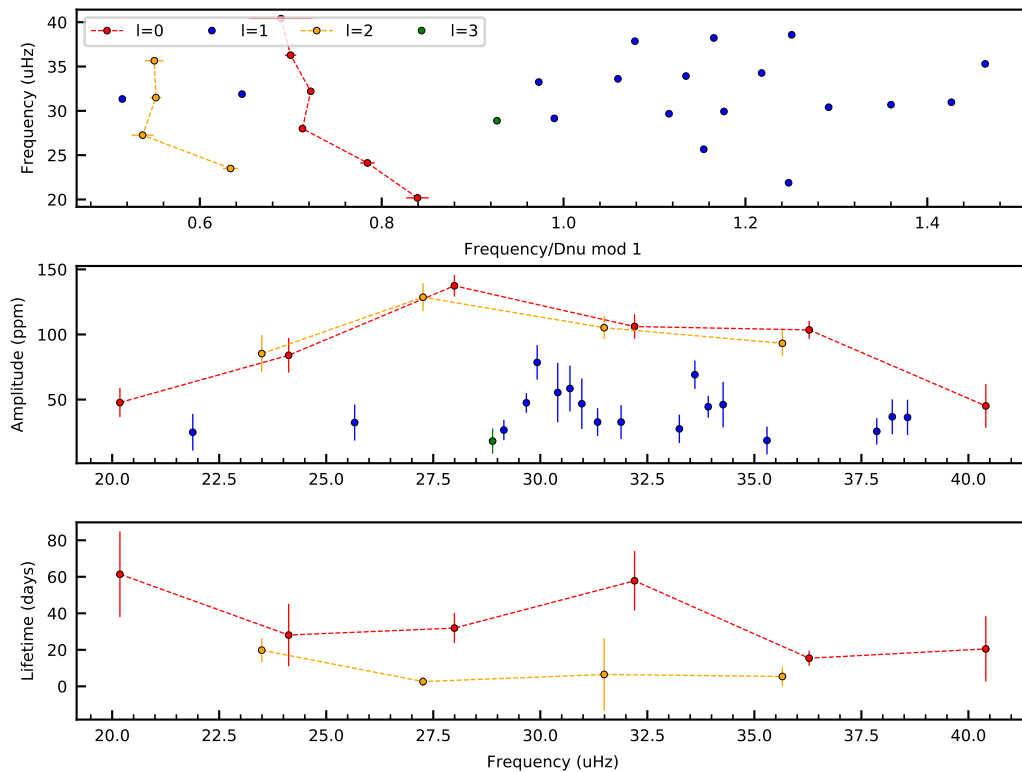 40
35
30
25
20
Frequency (uHz)
l=0 l=1 l=2 l=3
0.6 0.8 1.0 1.2 1.4
Frequency/Dnu mod 1
150
100
50
Amplitude (ppm)
20.0 22.5 25.0 27.5 30.0 32.5 35.0 37.5 40.0
80
60
40
20
0
Lifetime (days)
20.0 22.5 25.0 27.5 30.0 32.5 35.0 37.5 40.0
Frequency (uHz)